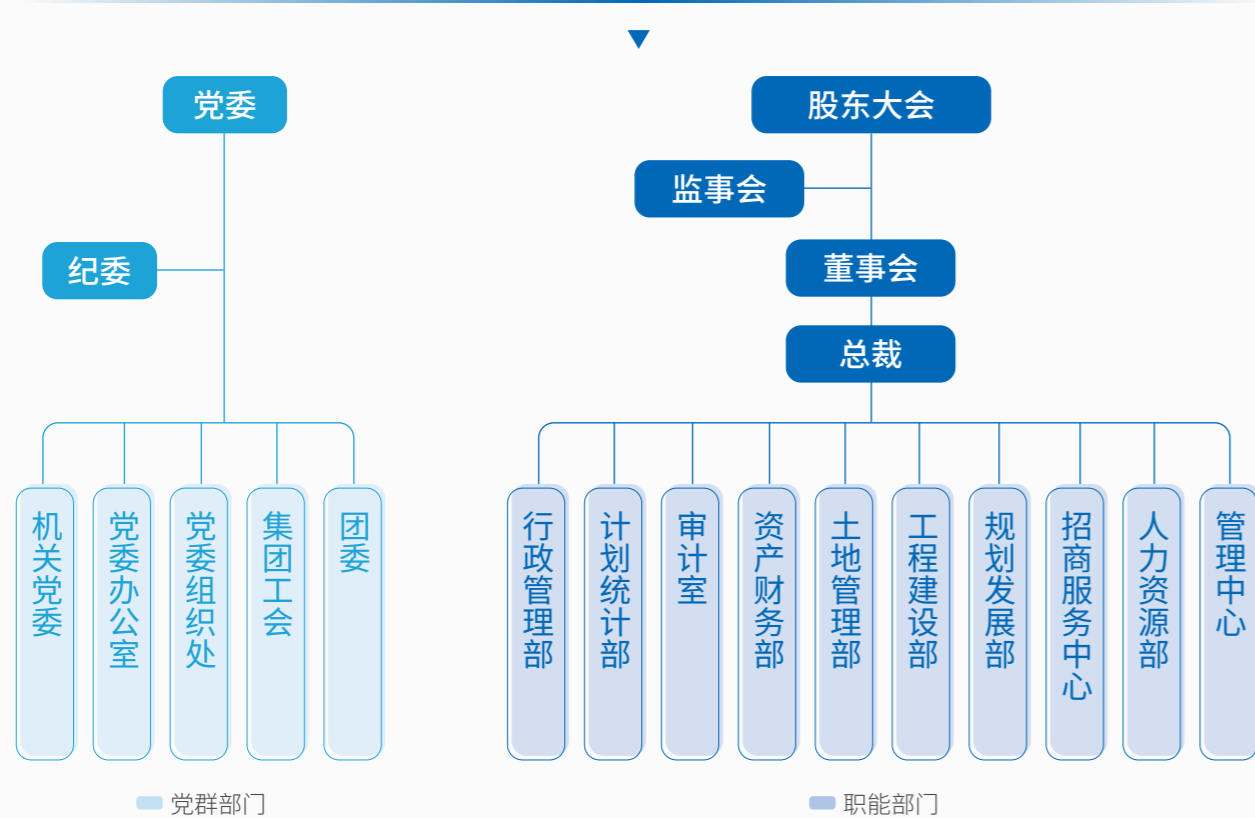 党委
纪委
机关党委
党委办公室
党委组织处
集团工会
团委
党群部门
股东大会
监事会
董事会
总裁
行政管理部
计划统计部
审计室
资产财务部
土地管理部
工程建设部
规划发展部
招商服务中心
人力资源部
管理中心
职能部门